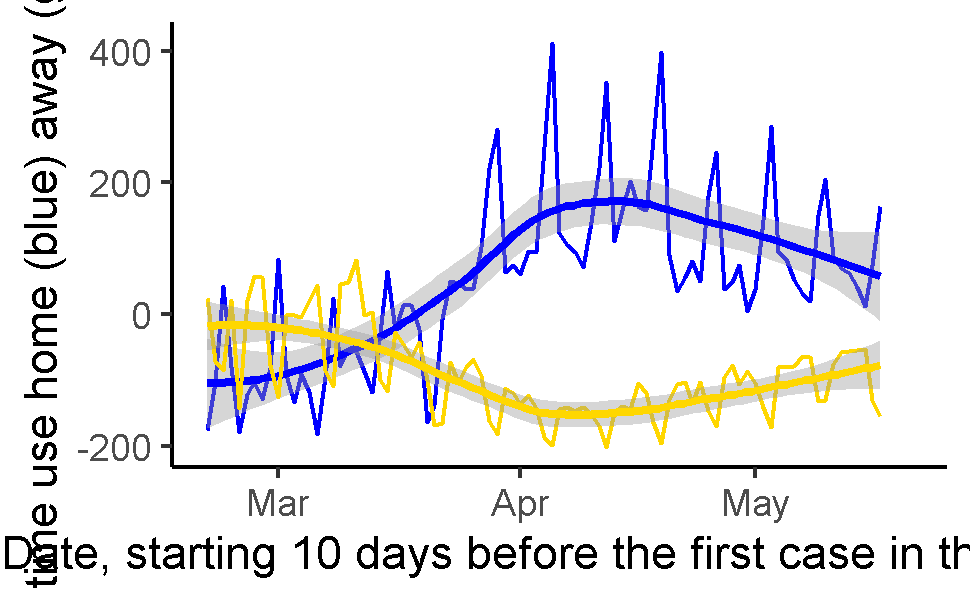 time use home (blue) away (
400
200
0
-200
Mar Apr May
Date, starting 10 days before the first case in th